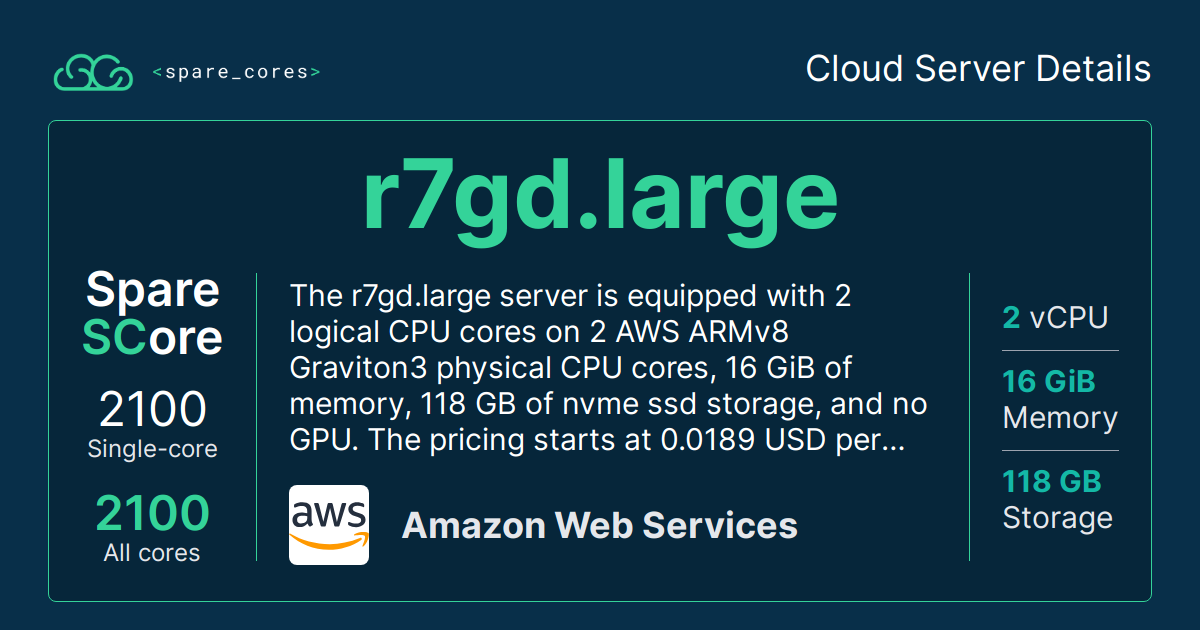 <spare_cores>
Cloud Server Details
r7gd.large
Spare
SCore
2100
Single-core
2100
All cores
The r7gd.large server is equipped with 2
logical CPU cores on 2 AWS ARMv8
Graviton3 physical CPU cores, 16 GiB of
memory, 118 GB of nvme ssd storage, and no
GPU. The pricing starts at 0.0189 USD per...
aws
Amazon Web Services
2 vCPU
16 GiB
Memory
118 GB
Storage